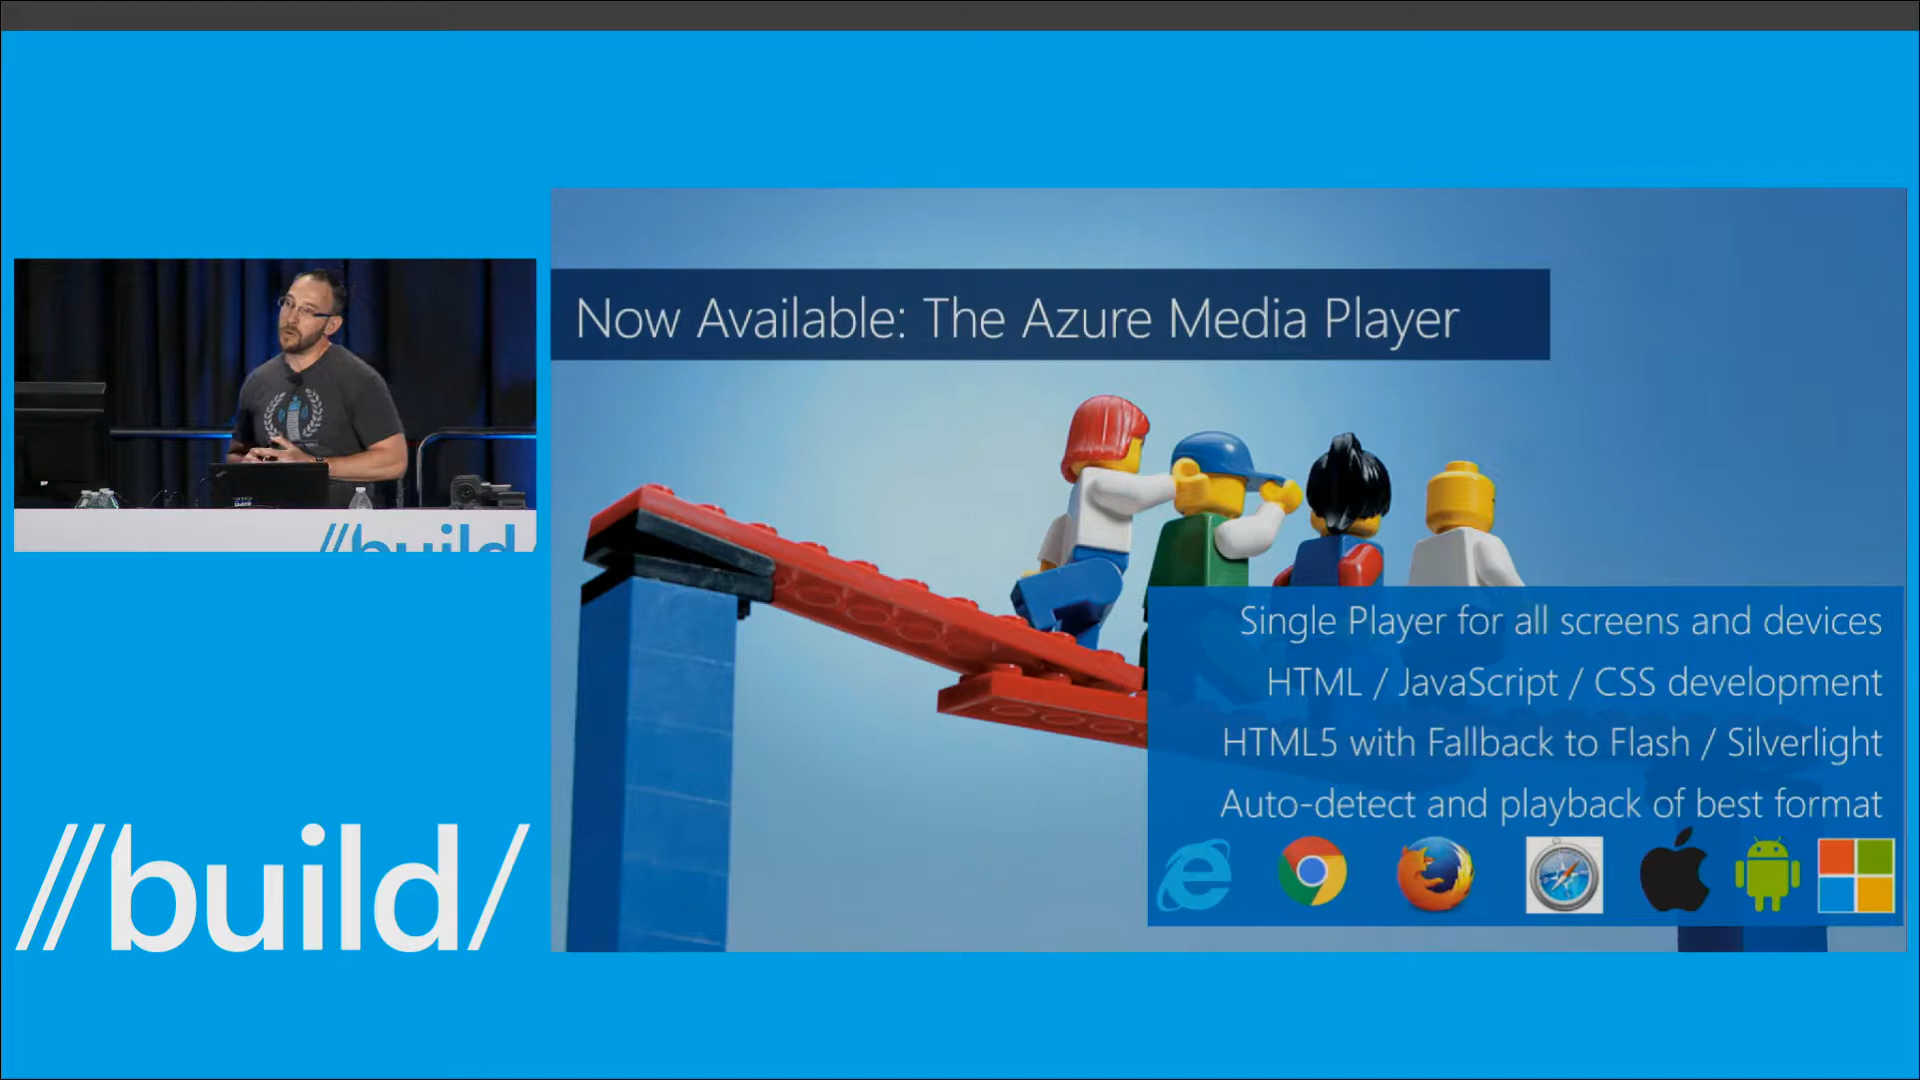 Now Available: The Azure Media Player
//build
Single Player for all screens and devices
HTML / JavaScript / CSS development
HTML5 with Fallback to Flash / Silverlight
Auto-detect and playback of best format
//build/